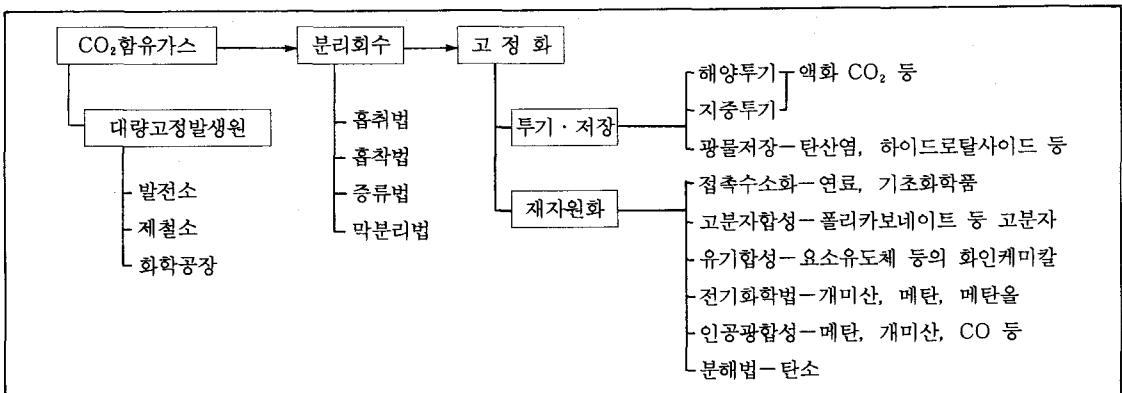 CO₂함유가스
분리회수
고 정 화
대량고정발생원
발전소
제철소
화학공장
흡취법
흡착법
증류법
막분리법
투기·저장
해양투기
지중투기
액화 CO₂ 등
광물저장-탄산염, 하이드로탈사이드 등
재자원화
접촉수소화-연료, 기초화학품
고분자합성-폴리카보네이트 등 고분자
유기합성-요소유도체 등의 화인케미칼
전기화학법-개미산, 메탄, 메탄올
인공광합성-메탄, 개미산, CO 등
분해법-탄소